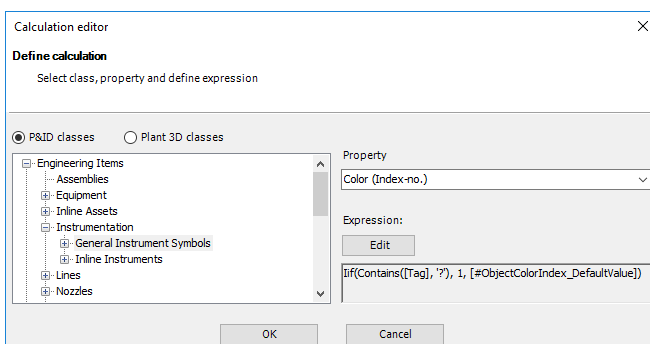 Calculation editor
Define calculation
Select class, property and define expression
P&ID classes
Plant 3D classes
Engineering Items
Assemblies
Equipment
Inline Assets
Instrumentation
General Instrument Symbols
Inline Instruments
Lines
Nozzles
Property
Color (Index-no.)
Expression:
Edit
Iif(Contains([Tag], '?'), 1, [#ObjectColorIndex_DefaultValue])
OK
Cancel